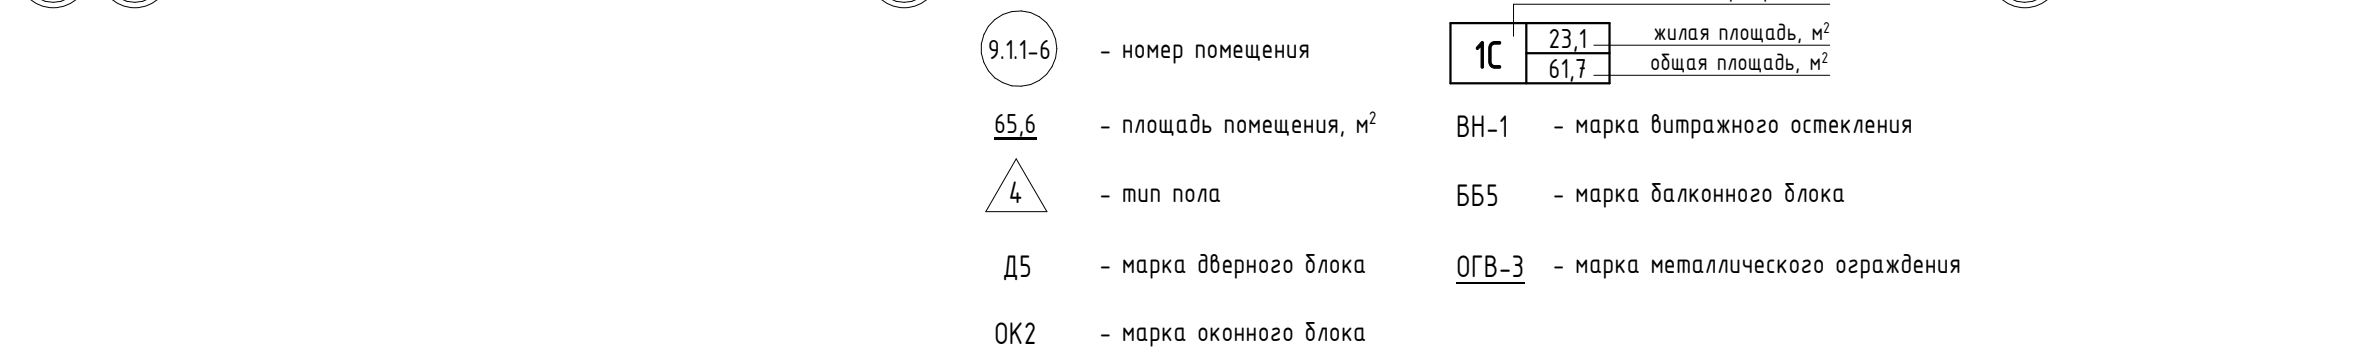 9.1.1-6 - номер помещения
65,6 - площадь помещения, м²
4 - тип пола
Д5 - марка дверного блока
ОК2 - марка оконного блока
1С 23,1 жилая площадь, м²
61,7 общая площадь, м²
ВН-1 - марка витражного остекления
ББ5 - марка балконного блока
ОГВ-3 - марка металлического ограждения